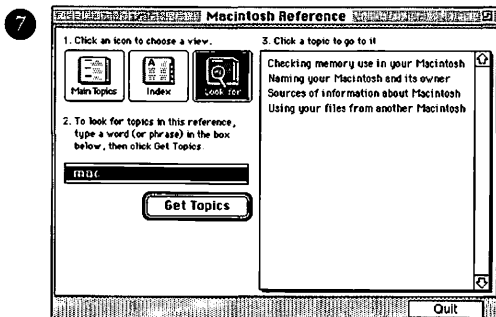 7
Macintosh Reference
1. Click an icon to choose a view.
Main Topics
Index
Look for
2. To look for topics in this reference,
type a word (or phrase) in the box
below, then click Get Topics.
mac
Get Topics
3. Click a topic to go to it
Checking memory use in your Macintosh
Naming your Macintosh and its owner
Sources of information about Macintosh
Using your files from another Macintosh
Quit